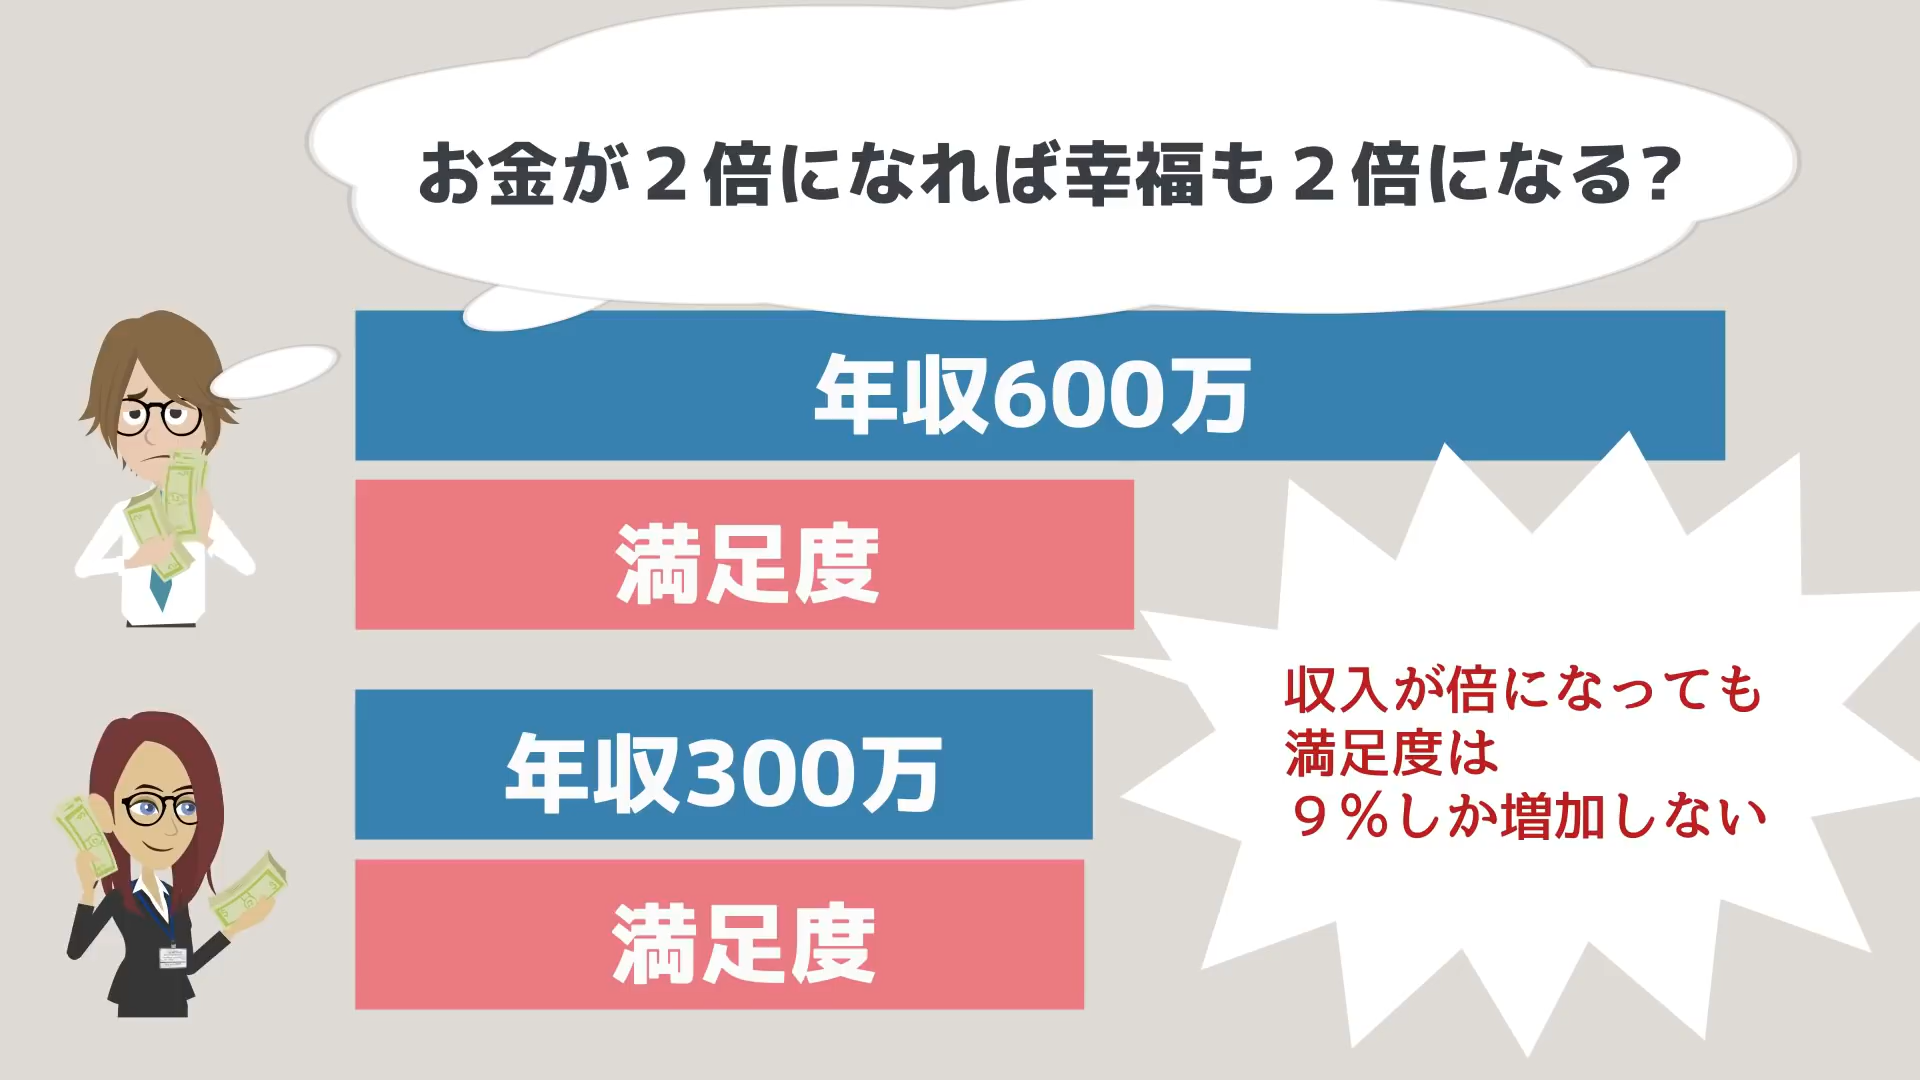 お金が２倍になれば幸福も２倍になる?
年収600万
満足度
年収300万
満足度
収入が倍になっても
満足度は
９％しか増加しない